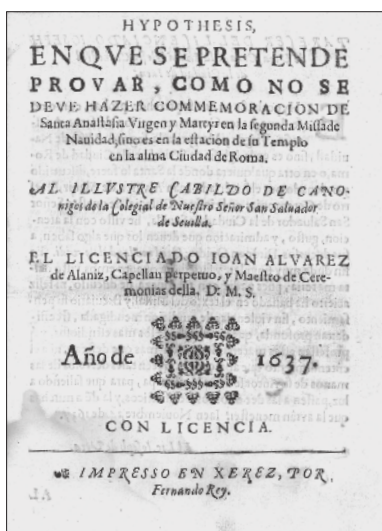 HYPOTHESIS,
EN QVE SE PRETENDE
PROVAR, COMO NO SE
DEVE HAZER COMMEMORACION DE
Santa Anastasia Virgen y Martyr en la segunda Missa de
Nauidad, sino es en la estacion de su Templo
en la alma Ciudad de Roma.
AL ILLVSTRE CABILDO DE CANO-
nigos de la Colegial de Nuestro Señor San Saluador
de Seuilla.
EL LICENCIADO IOAN ALVAREZ
de Alaniz, Capellan perpetuo, y Maestro de Cere-
monias della. D. M. S.
Año de 1637.
CON LICENCIA.
IMPRESSO EN XEREZ, POR
Fernando Rey.